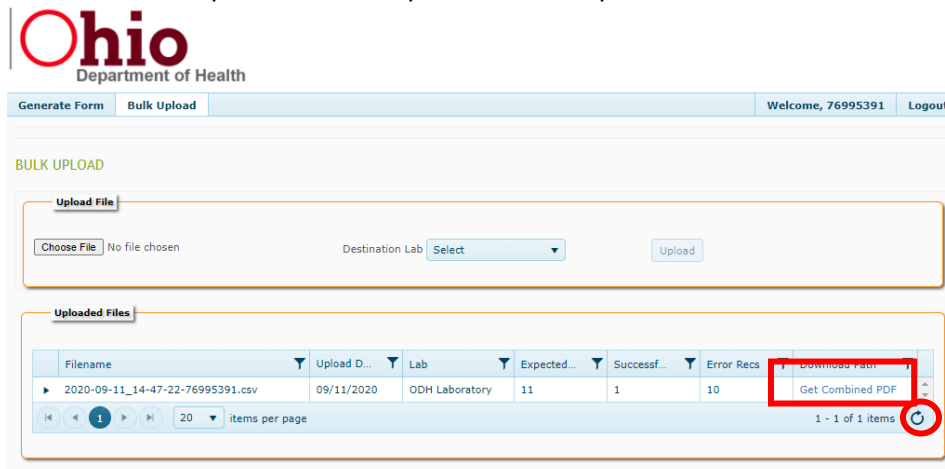 Ohio
Department of Health
Generate Form Bulk Upload Welcome, 76995391 Logout
BULK UPLOAD
Upload File
Choose File No file chosen Destination Lab Select Upload
Uploaded Files
Filename Upload D... Lab Expected... Successf... Error Recs Download Path
2020-09-11_14-47-22-76995391.csv 09/11/2020 ODH Laboratory 11 1 10 Get Combined PDF
1 20 items per page 1 - 1 of 1 items